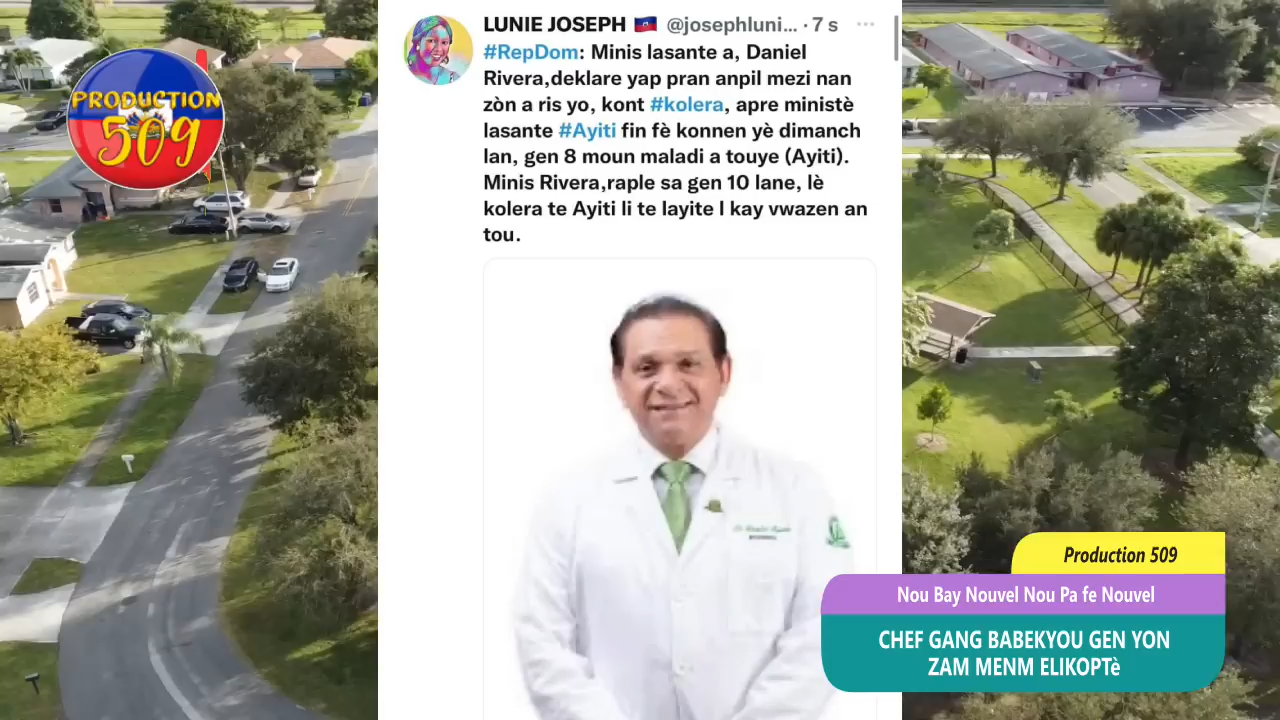 PRODUCTION
509
LUNIE JOSEPH @josephluni... · 7 s
#RepDom: Minis lasante a, Daniel
Rivera,deklare yap pran anpil mezi nan
zòn a ris yo, kont #kolera, apre ministè
lasante #Ayiti fin fè konnen yè dimanch
lan, gen 8 moun maladi a touye (Ayiti).
Minis Rivera,raple sa gen 10 lane, lè
kolera te Ayiti li te layite l kay vwazen an
tou.
Production 509
Nou Bay Nouvel Nou Pa fe Nouvel
CHEF GANG BABEKYOU GEN YON
ZAM MENM ELIKOPTè